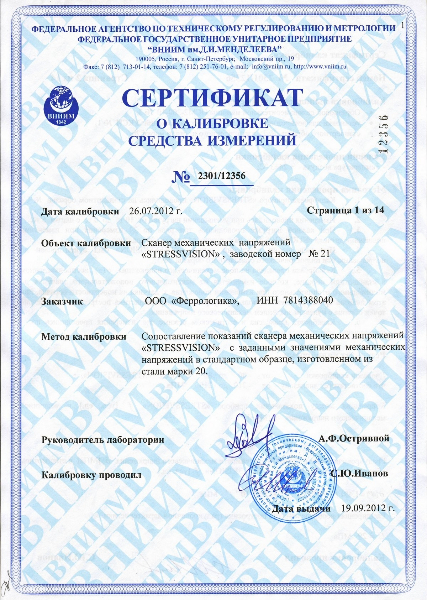 ФЕДЕРАЛЬНОЕ АГЕНТСТВО ПО ТЕХНИЧЕСКОМУ РЕГУЛИРОВАНИЮ И МЕТРОЛОГИИ
ФЕДЕРАЛЬНОЕ ГОСУДАРСТВЕННОЕ УНИТАРНОЕ ПРЕДПРИЯТИЕ
"ВНИИМ им.Д.И.МЕНДЕЛЕЕВА"
90005, Россия, г. Санкт-Петербург, Московский пр., 19
Факс: 7 (812) 713-01-14, телефон: 7 (812) 251-76-01, e-mail: info@vniim.ru, http://www.vniim.ru
1
ВНИИМ
1842
СЕРТИФИКАТ
О КАЛИБРОВКЕ
СРЕДСТВА ИЗМЕРЕНИЙ
12356
№ 2301/12356
Дата калибровки 26.07.2012 г. Страница 1 из 14
Объект калибровки Сканер механических напряжений
«STRESSVISION» , заводской номер № 21
Заказчик ООО «Феррологика», ИНН 7814388040
Метод калибровки Сопоставление показаний сканера механических напряжений
«STRESSVISION» с заданными значениями механических
напряжений в стандартном образце, изготовленном из
стали марки 20.
Руководитель лаборатории А.Ф.Остривной
Калибровку проводил С.Ю.Иванов
Дата выдачи 19.09.2012 г.